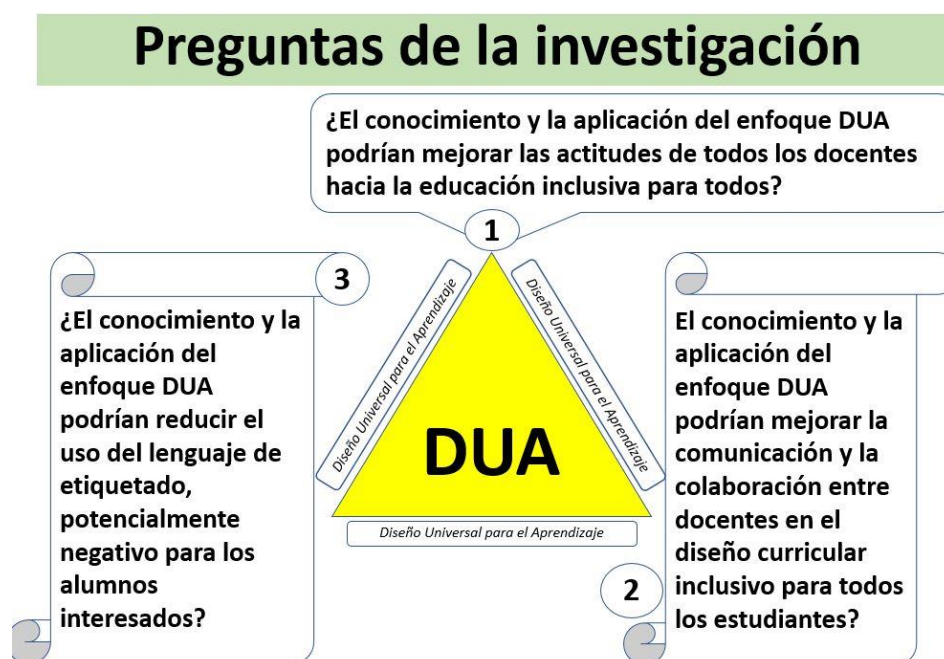 Preguntas de la investigación
¿El conocimiento y la aplicación del enfoque DUA
podrían mejorar las actitudes de todos los docentes
hacia la educación inclusiva para todos?
1
3
¿El conocimiento y la
aplicación del
enfoque DUA
podrían reducir el
uso del lenguaje de
etiquetado,
potencialmente
negativo para los
alumnos
interesados?
Diseño Universal para el Aprendizaje
Diseño Universal para el Aprendizaje
DUA
Diseño Universal para el Aprendizaje
El conocimiento y la
aplicación del
enfoque DUA
podrían mejorar la
comunicación y la
colaboración entre
docentes en el
diseño curricular
inclusivo para todos
los estudiantes?
2